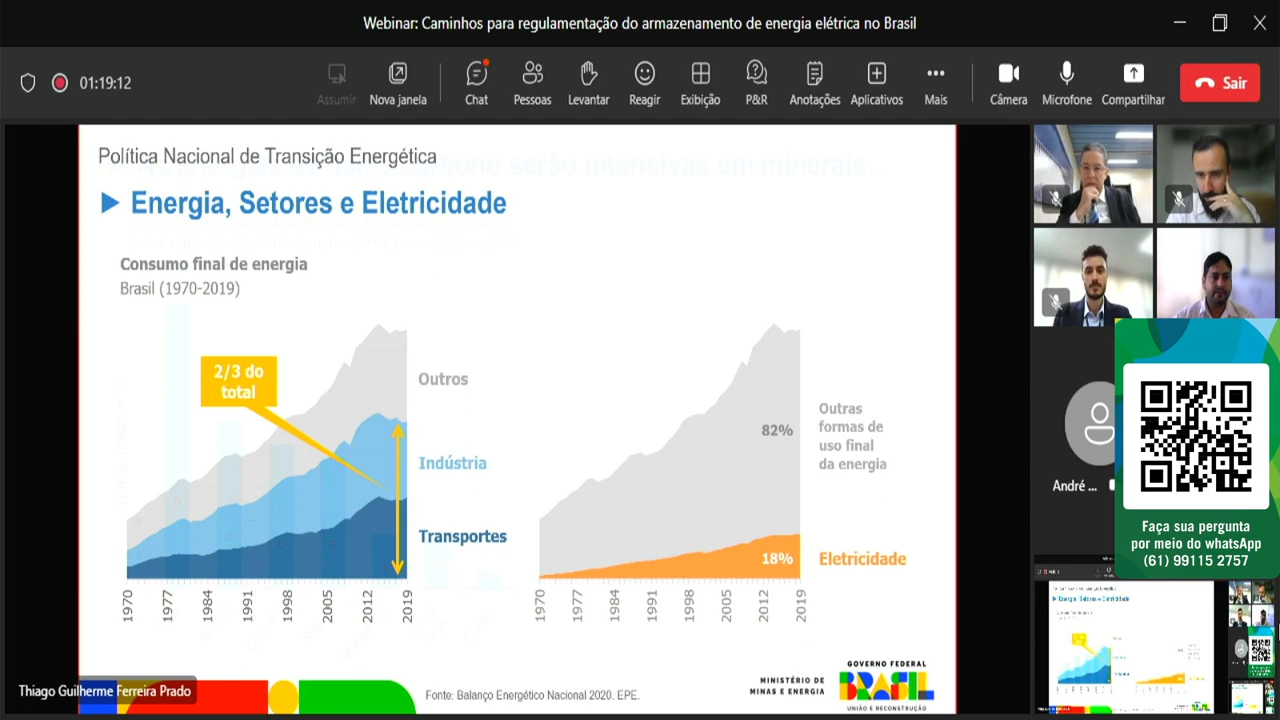 Webinar: Caminhos para regulamentação do armazenamento de energia elétrica no Brasil
01:19:12
Assumir
Nova janela
Chat
Pessoas
Levantar
Reagir
Exibição
P&R
Anotações
Aplicativos
Mais
Câmera
Microfone
Compartilhar
Sair
Política Nacional de Transição Energética
Energia, Setores e Eletricidade
Consumo final de energia
Brasil (1970-2019)
2/3 do
total
Outros
Indústria
Transportes
1970
1977
1984
1991
1998
2005
2012
2019
82%
Outras
formas de
uso final
da energia
18%
Eletricidade
1970
1977
1984
1991
1998
2005
2012
2019
Thiago Guilherme Ferreira Prado
Fonte: Balanço Energético Nacional 2020. EPE.
MINISTÉRIO DE
MINAS E ENERGIA
GOVERNO FEDERAL
BRASIL
UNIÃO E RECONSTRUÇÃO
André ...
Faça sua pergunta
por meio do whatsApp
(61) 99115 2757
Energia, Setores e Eletricidade